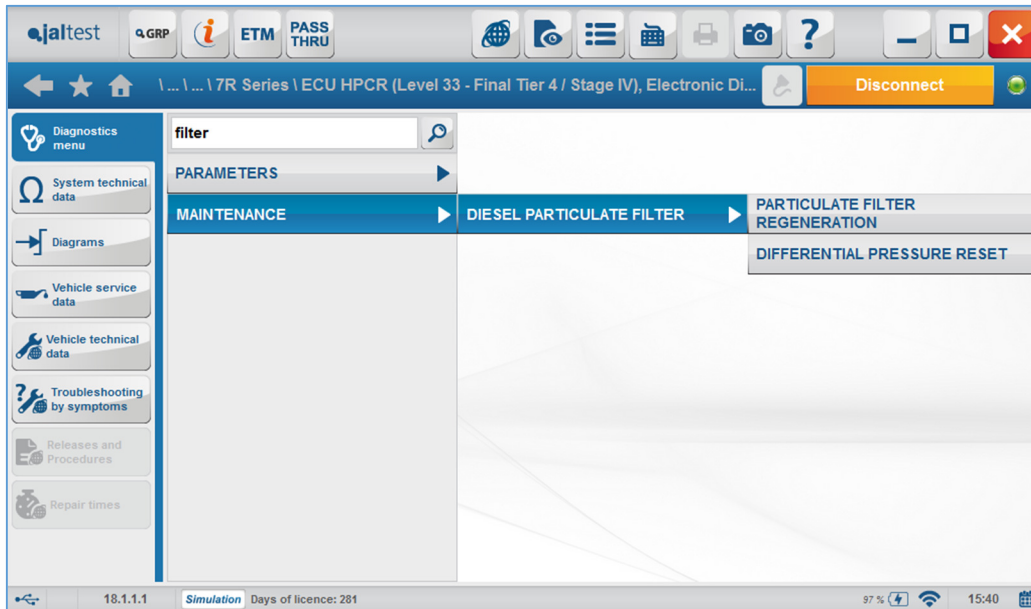 jaltest
GRP
i
ETM
PASS
THRU
?
\ ... \ ... \ 7R Series \ ECU HPCR (Level 33 - Final Tier 4 / Stage IV), Electronic Di...
Disconnect
Diagnostics
menu
System technical
data
Diagrams
Vehicle service
data
Vehicle technical
data
Troubleshooting
by symptoms
Releases and
Procedures
Repair times
filter
PARAMETERS
MAINTENANCE
DIESEL PARTICULATE FILTER
PARTICULATE FILTER
REGENERATION
DIFFERENTIAL PRESSURE RESET
18.1.1.1
Simulation Days of licence: 281
97 %
15:40